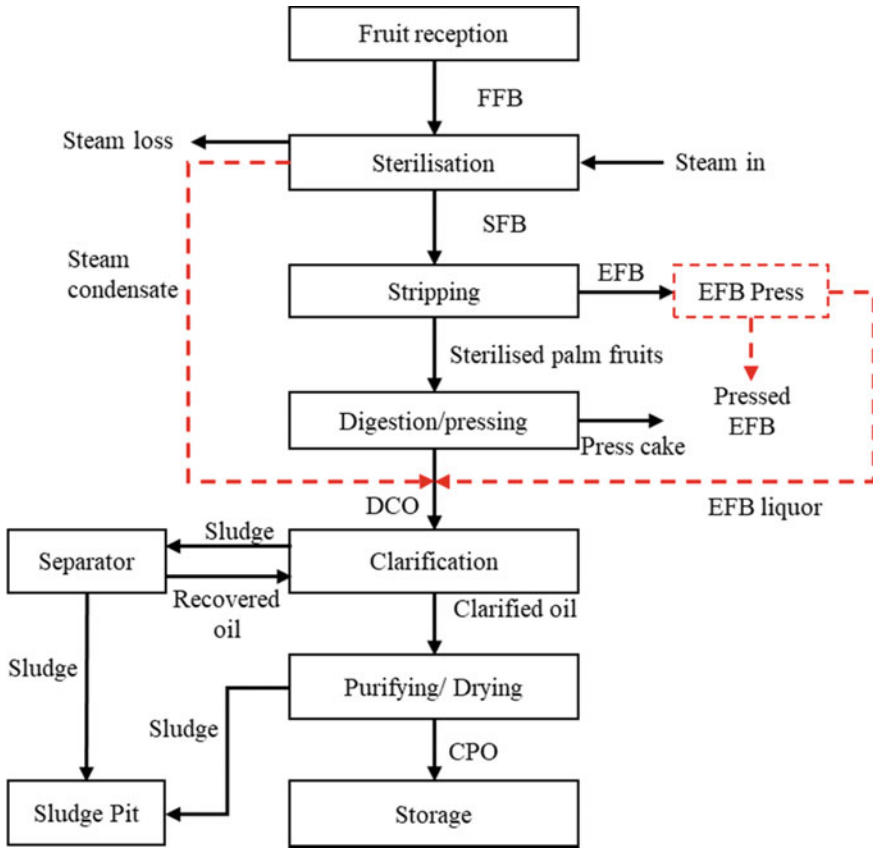 Fruit reception
FFB
Steam loss
Sterilisation
Steam in
SFB
Steam
condensate
EFB
Stripping
EFB Press
Sterilised palm fruits
Pressed
EFB
Digestion/pressing
Press cake
DCO
EFB liquor
Sludge
Separator
Clarification
Recovered
oil
Clarified oil
Sludge
Purifying/ Drying
Sludge
CPO
Sludge Pit
Storage